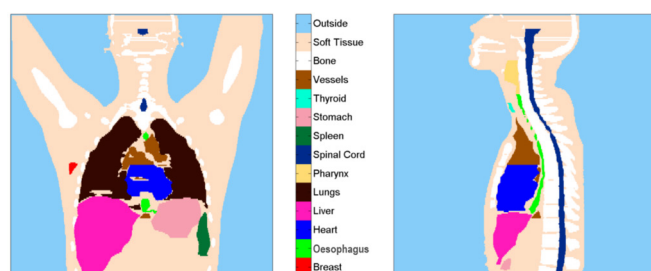 Outside
Soft Tissue
Bone
Vessels
Thyroid
Stomach
Spleen
Spinal Cord
Pharynx
Lungs
Liver
Heart
Oesophagus
Breast